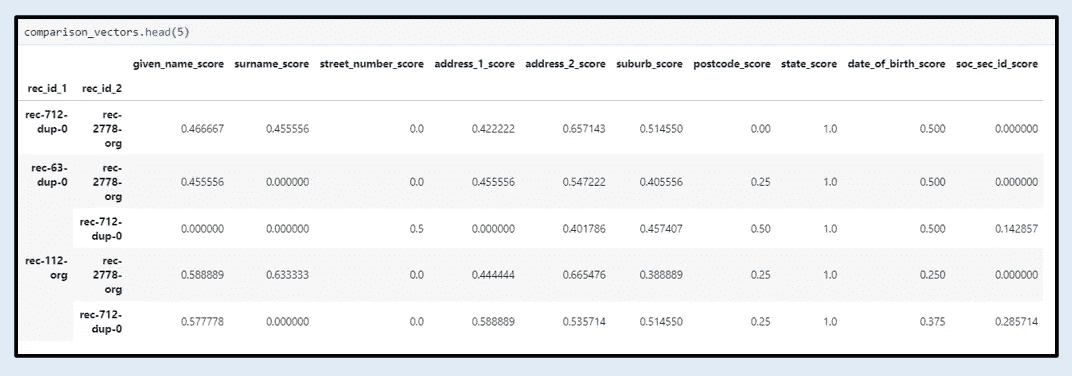 comparison_vectors.head(5)
given_name_score surname_score street_number_score address_1_score address_2_score suburb_score postcode_score state_score date_of_birth_score soc_sec_id_score
rec_id_1 rec_id_2
rec-712- rec-
dup-0 2778- 0.466667 0.455556 0.0 0.422222 0.657143 0.514550 0.00 1.0 0.500 0.000000
org
rec-63- rec-
dup-0 2778- 0.455556 0.000000 0.0 0.455556 0.547222 0.405556 0.25 1.0 0.500 0.000000
org
rec-712-
dup-0 0.000000 0.000000 0.5 0.000000 0.401786 0.457407 0.50 1.0 0.500 0.142857
rec-112- rec-
org 2778- 0.588889 0.633333 0.0 0.444444 0.665476 0.388889 0.25 1.0 0.250 0.000000
org
rec-712-
dup-0 0.577778 0.000000 0.0 0.588889 0.535714 0.514550 0.25 1.0 0.375 0.285714